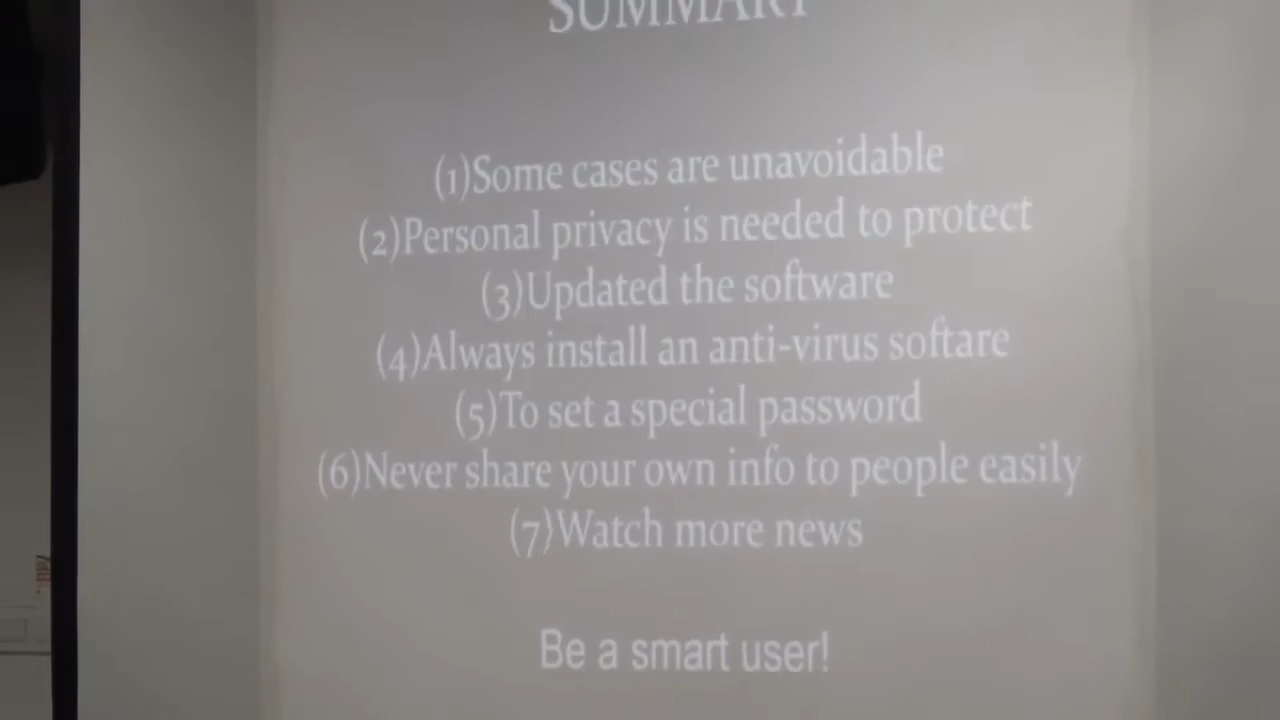 SUMMARY
(1)Some cases are unavoidable
(2)Personal privacy is needed to protect
(3)Updated the software
(4)Always install an anti-virus softare
(5)To set a special password
(6)Never share your own info to people easily
(7)Watch more news
Be a smart user!